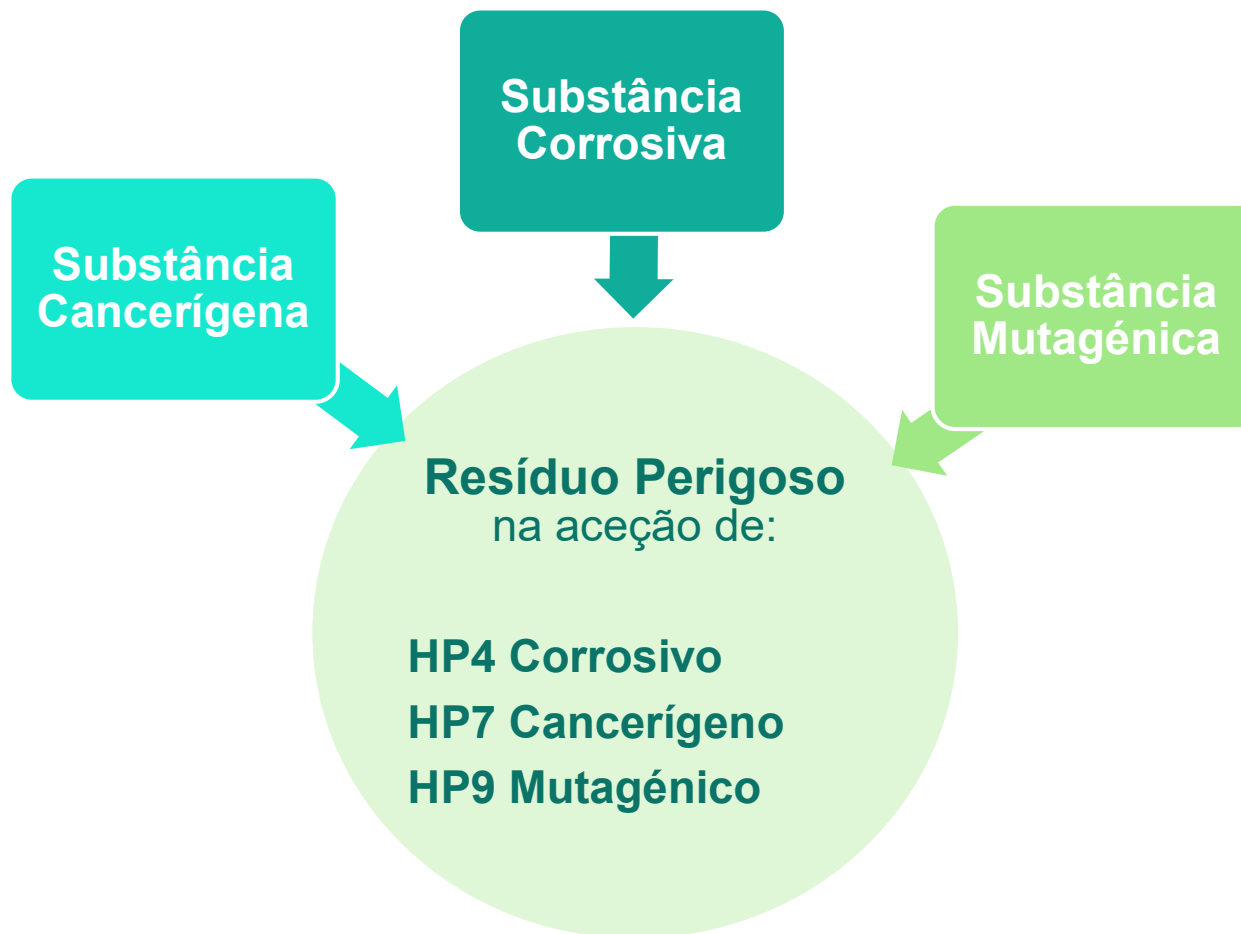 Substância
Corrosiva
Substância
Cancerígena
Substância
Mutagénica
Resíduo Perigoso
na aceção de:
HP4 Corrosivo
HP7 Cancerígeno
HP9 Mutagénico